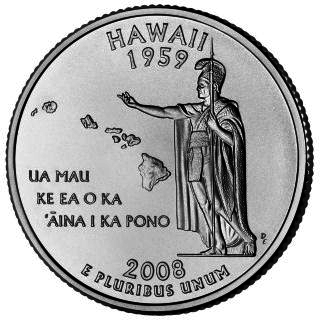 HAWAII
1959
UA MAU
KE EA O KA
ʻĀINA I KA PONO
2008
E PLURIBUS UNUM